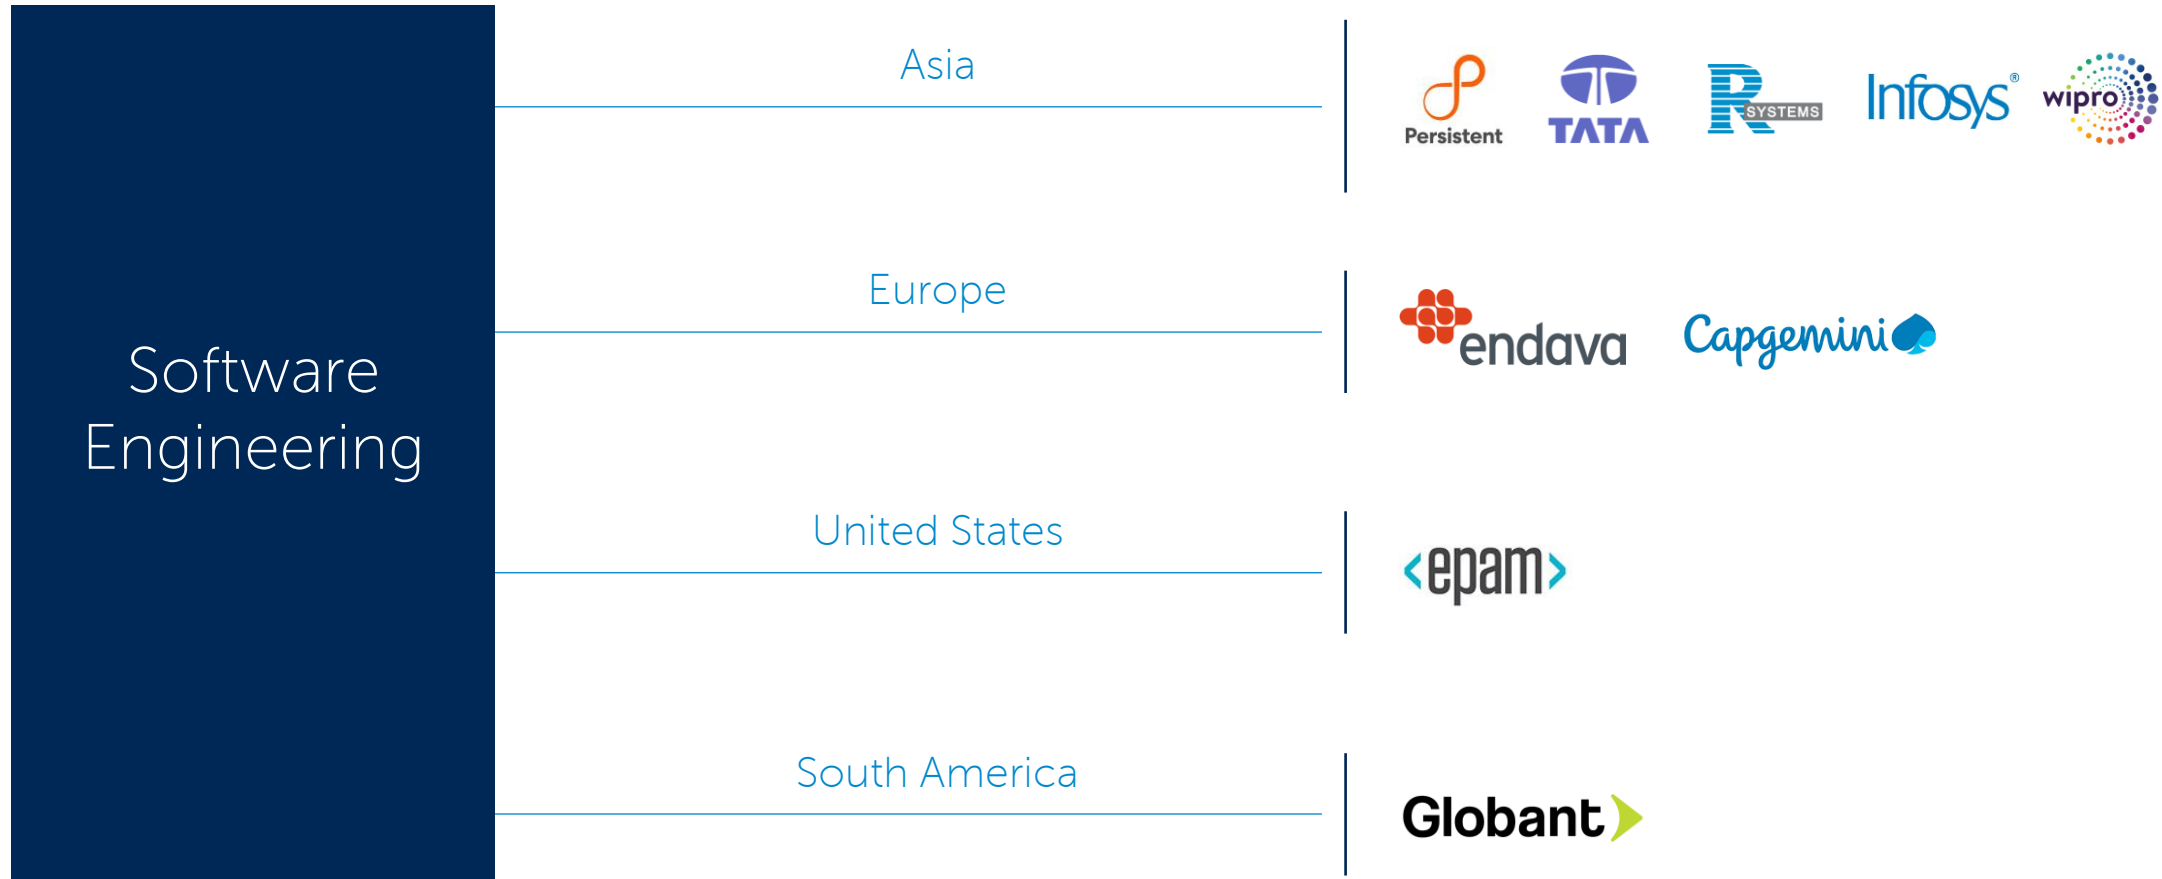 Software
Engineering
Asia
Persistent
TATA
R SYSTEMS
Infosys®
wipro
Europe
endava
Capgemini
United States
<epam>
South America
Globant